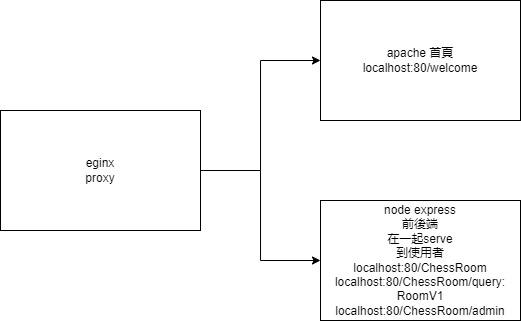 eginx
proxy
apache 首頁
localhost:80/welcome
node express
前後端
在一起serve
到使用者
localhost:80/ChessRoom
localhost:80/ChessRoom/query:
RoomV1
localhost:80/ChessRoom/admin